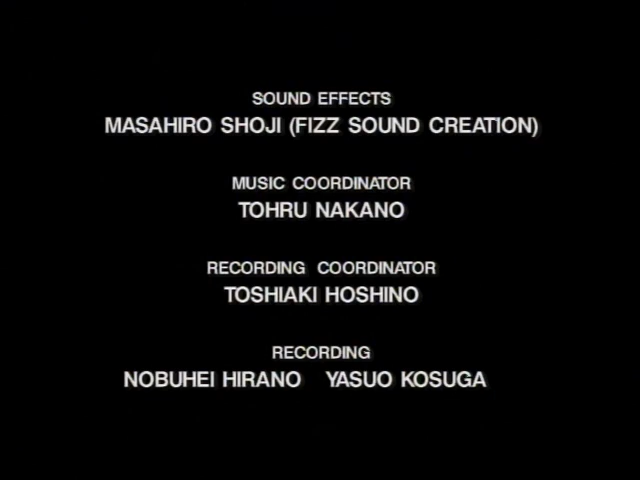 SOUND EFFECTS
MASAHIRO SHOJI (FIZZ SOUND CREATION)
MUSIC COORDINATOR
TOHRU NAKANO
RECORDING COORDINATOR
TOSHIAKI HOSHINO
RECORDING
NOBUHEI HIRANO YASUO KOSUGA